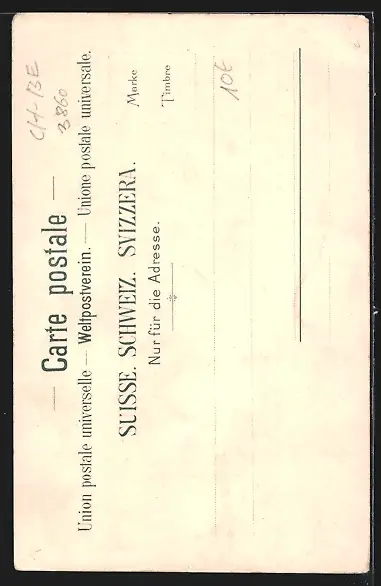 CH-BE
3860
— Carte postale —
Union postale universelle — Weltpostverein. — Unione postale universale.
SUISSE. SCHWEIZ. SVIZZERA.
Nur für die Adresse.
Marke
Timbre
10€